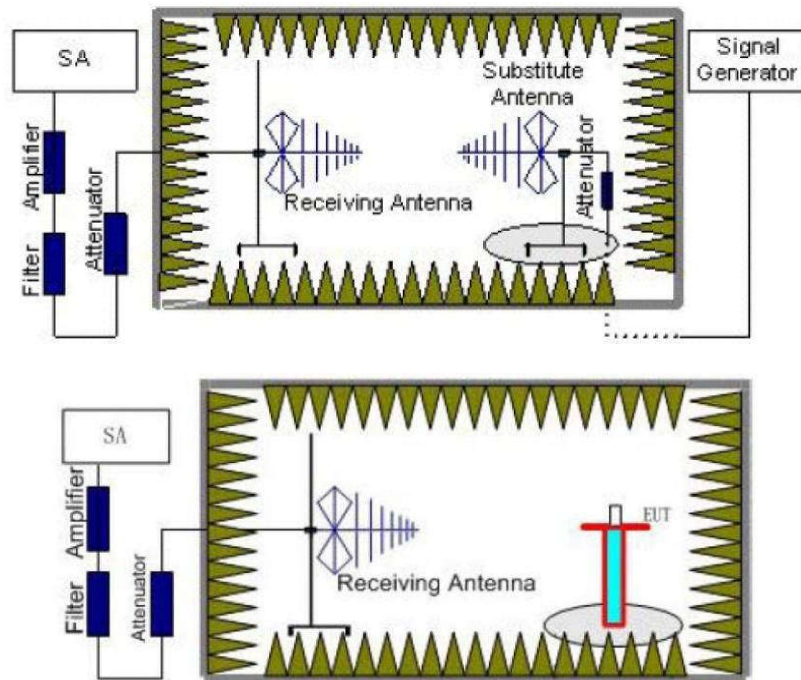 SA
Signal
Generator
Substitute
Antenna
Amplifier
Attenuator
Receiving Antenna
Attenuator
Filter
SA
Amplifier
EUT
Receiving Antenna
Filter
Attenuator